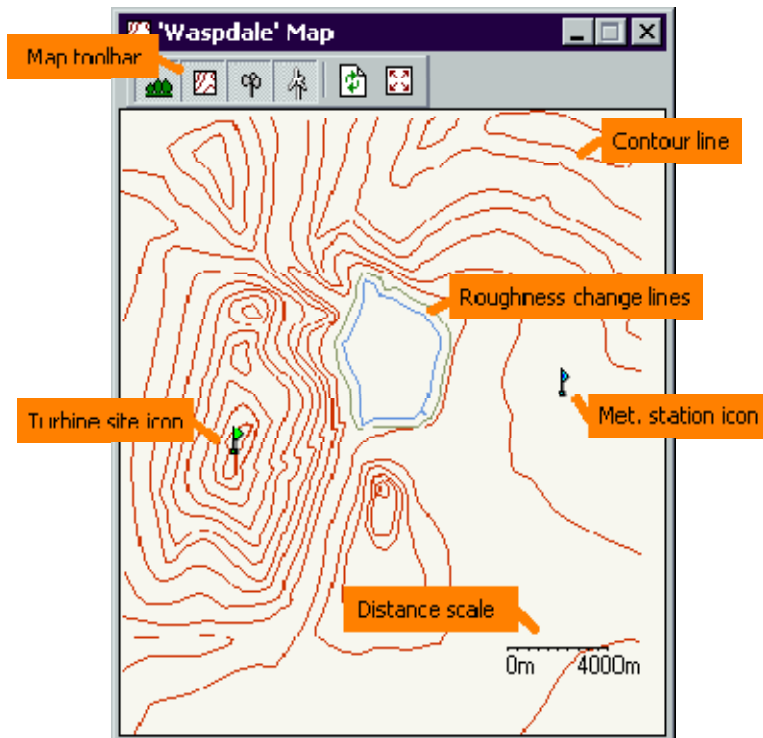 'Waspdale' Map
Map toolbar
Contour line
Roughness change lines
Turbine site icon
Met. station icon
Distance scale
0m 4000m